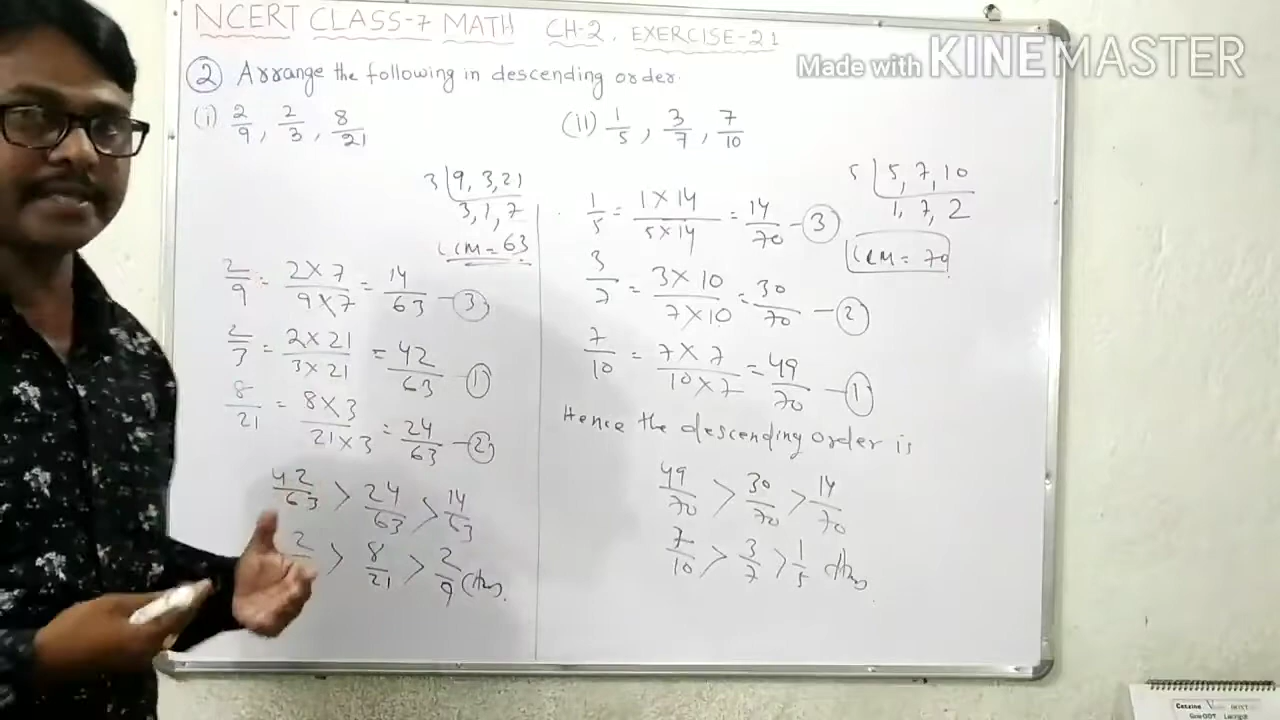 NCERT CLASS-7 MATH CH-2, EXERCISE-21
Made with KINEMASTER
② Arrange the following in descending order.
(i) 2/9, 2/3, 8/21
3 | 9, 3, 21
3, 1, 7
LCM = 63
2/9 = 2×7/9×7 = 14/63 - ③
2/3 = 2×21/3×21 = 42/63 - ①
8/21 = 8×3/21×3 = 24/63 - ②
42/63 > 24/63 > 14/63
2 > 8/21 > 2/9 (Ans
(ii) 1/5, 3/7, 7/10
5 | 5, 7, 10
1, 7, 2
LCM = 70
1/5 = 1×14/5×14 = 14/70 - ③
3/7 = 3×10/7×10 = 30/70 - ②
7/10 = 7×7/10×7 = 49/70 - ①
Hence the descending order is
49/70 > 30/70 > 14/70
7/10 > 3/7 > 1/5 Ans